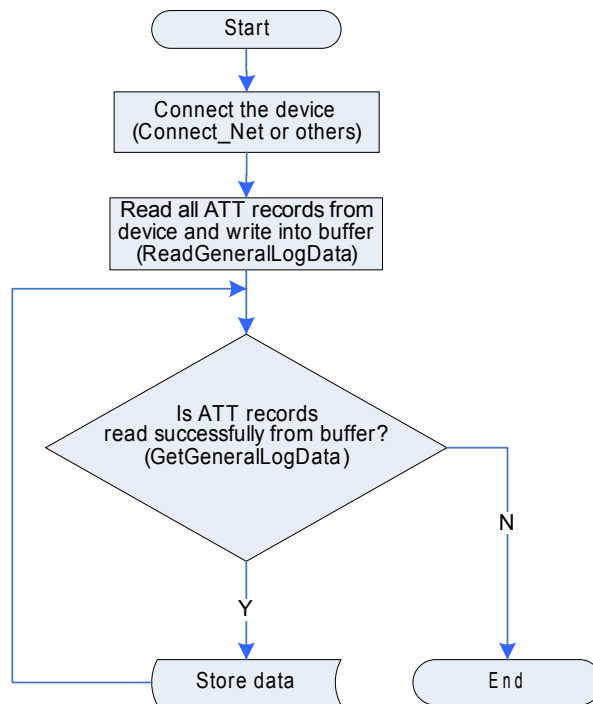 Start
Connect the device
(Connect_Net or others)
Read all ATT records from
device and write into buffer
(ReadGeneralLogData)
Is ATT records
read successfully from buffer?
(GetGeneralLogData)
N
Y
Store data
End